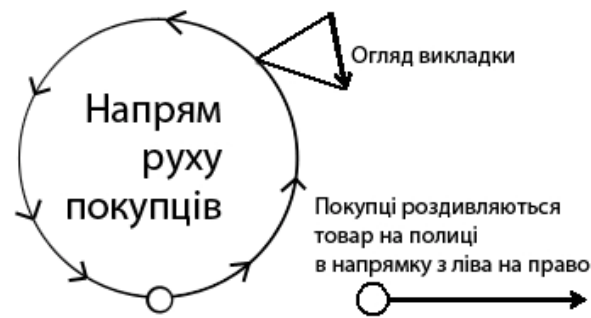 Напрям
руху
покупців
Огляд викладки
Покупці роздивляються
товар на полиці
в напрямку з ліва на право